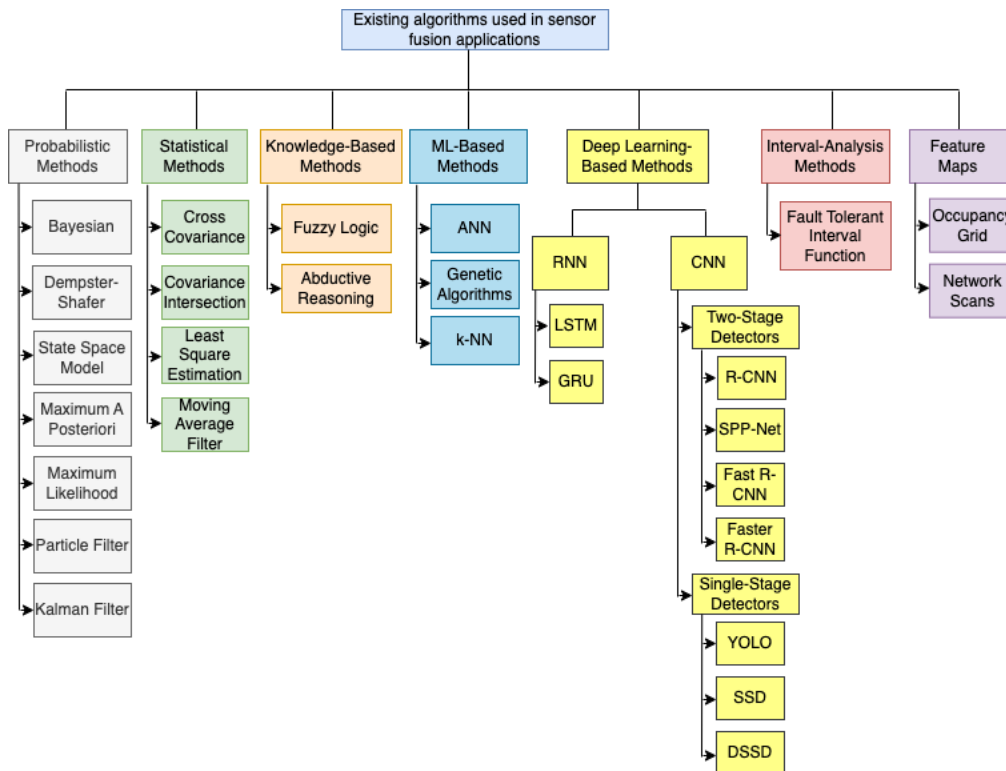 Existing algorithms used in sensor
fusion applications
Probabilistic
Methods
Bayesian
Dempster-
Shafer
State Space
Model
Maximum A
Posteriori
Maximum
Likelihood
Particle Filter
Kalman Filter
Statistical
Methods
Cross
Covariance
Covariance
Intersection
Least
Square
Estimation
Moving
Average
Filter
Knowledge-Based
Methods
Fuzzy Logic
Abductive
Reasoning
ML-Based
Methods
ANN
Genetic
Algorithms
k-NN
Deep Learning-
Based Methods
RNN
LSTM
GRU
CNN
Two-Stage
Detectors
R-CNN
SPP-Net
Fast R-
CNN
Faster
R-CNN
Single-Stage
Detectors
YOLO
SSD
DSSD
Interval-Analysis
Methods
Fault Tolerant
Interval
Function
Feature
Maps
Occupancy
Grid
Network
Scans